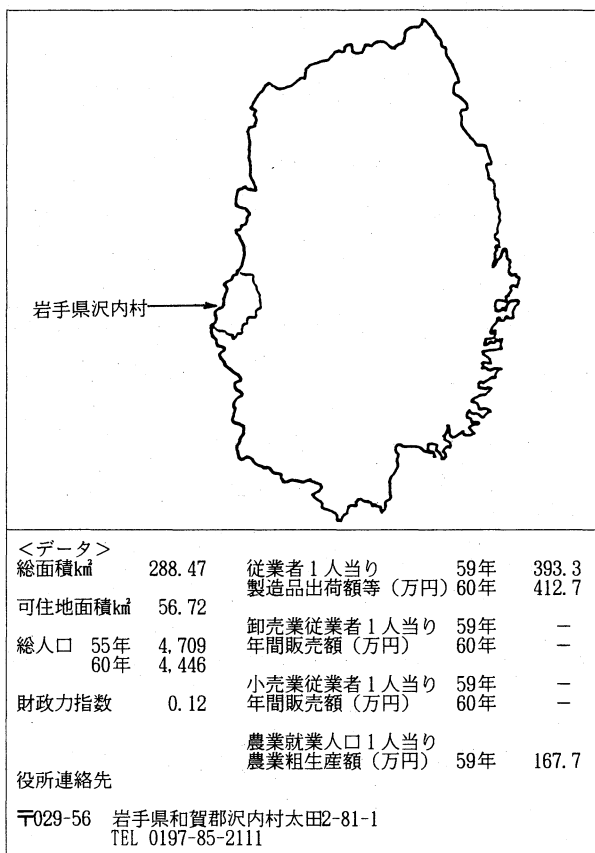 岩手県沢内村
<データ>
総面積km² 288.47
可住地面積km² 56.72
総人口 55年 4,709
60年 4,446
財政力指数 0.12
従業者1人当り 59年 393.3
製造品出荷額等(万円) 60年 412.7
卸売業従業者1人当り 59年 −
年間販売額(万円) 60年 −
小売業従業者1人当り 59年 −
年間販売額(万円) 60年 −
農業就業人口1人当り
農業粗生産額(万円) 59年 167.7
役所連絡先
〒029-56 岩手県和賀郡沢内村太田2-81-1
TEL 0197-85-2111